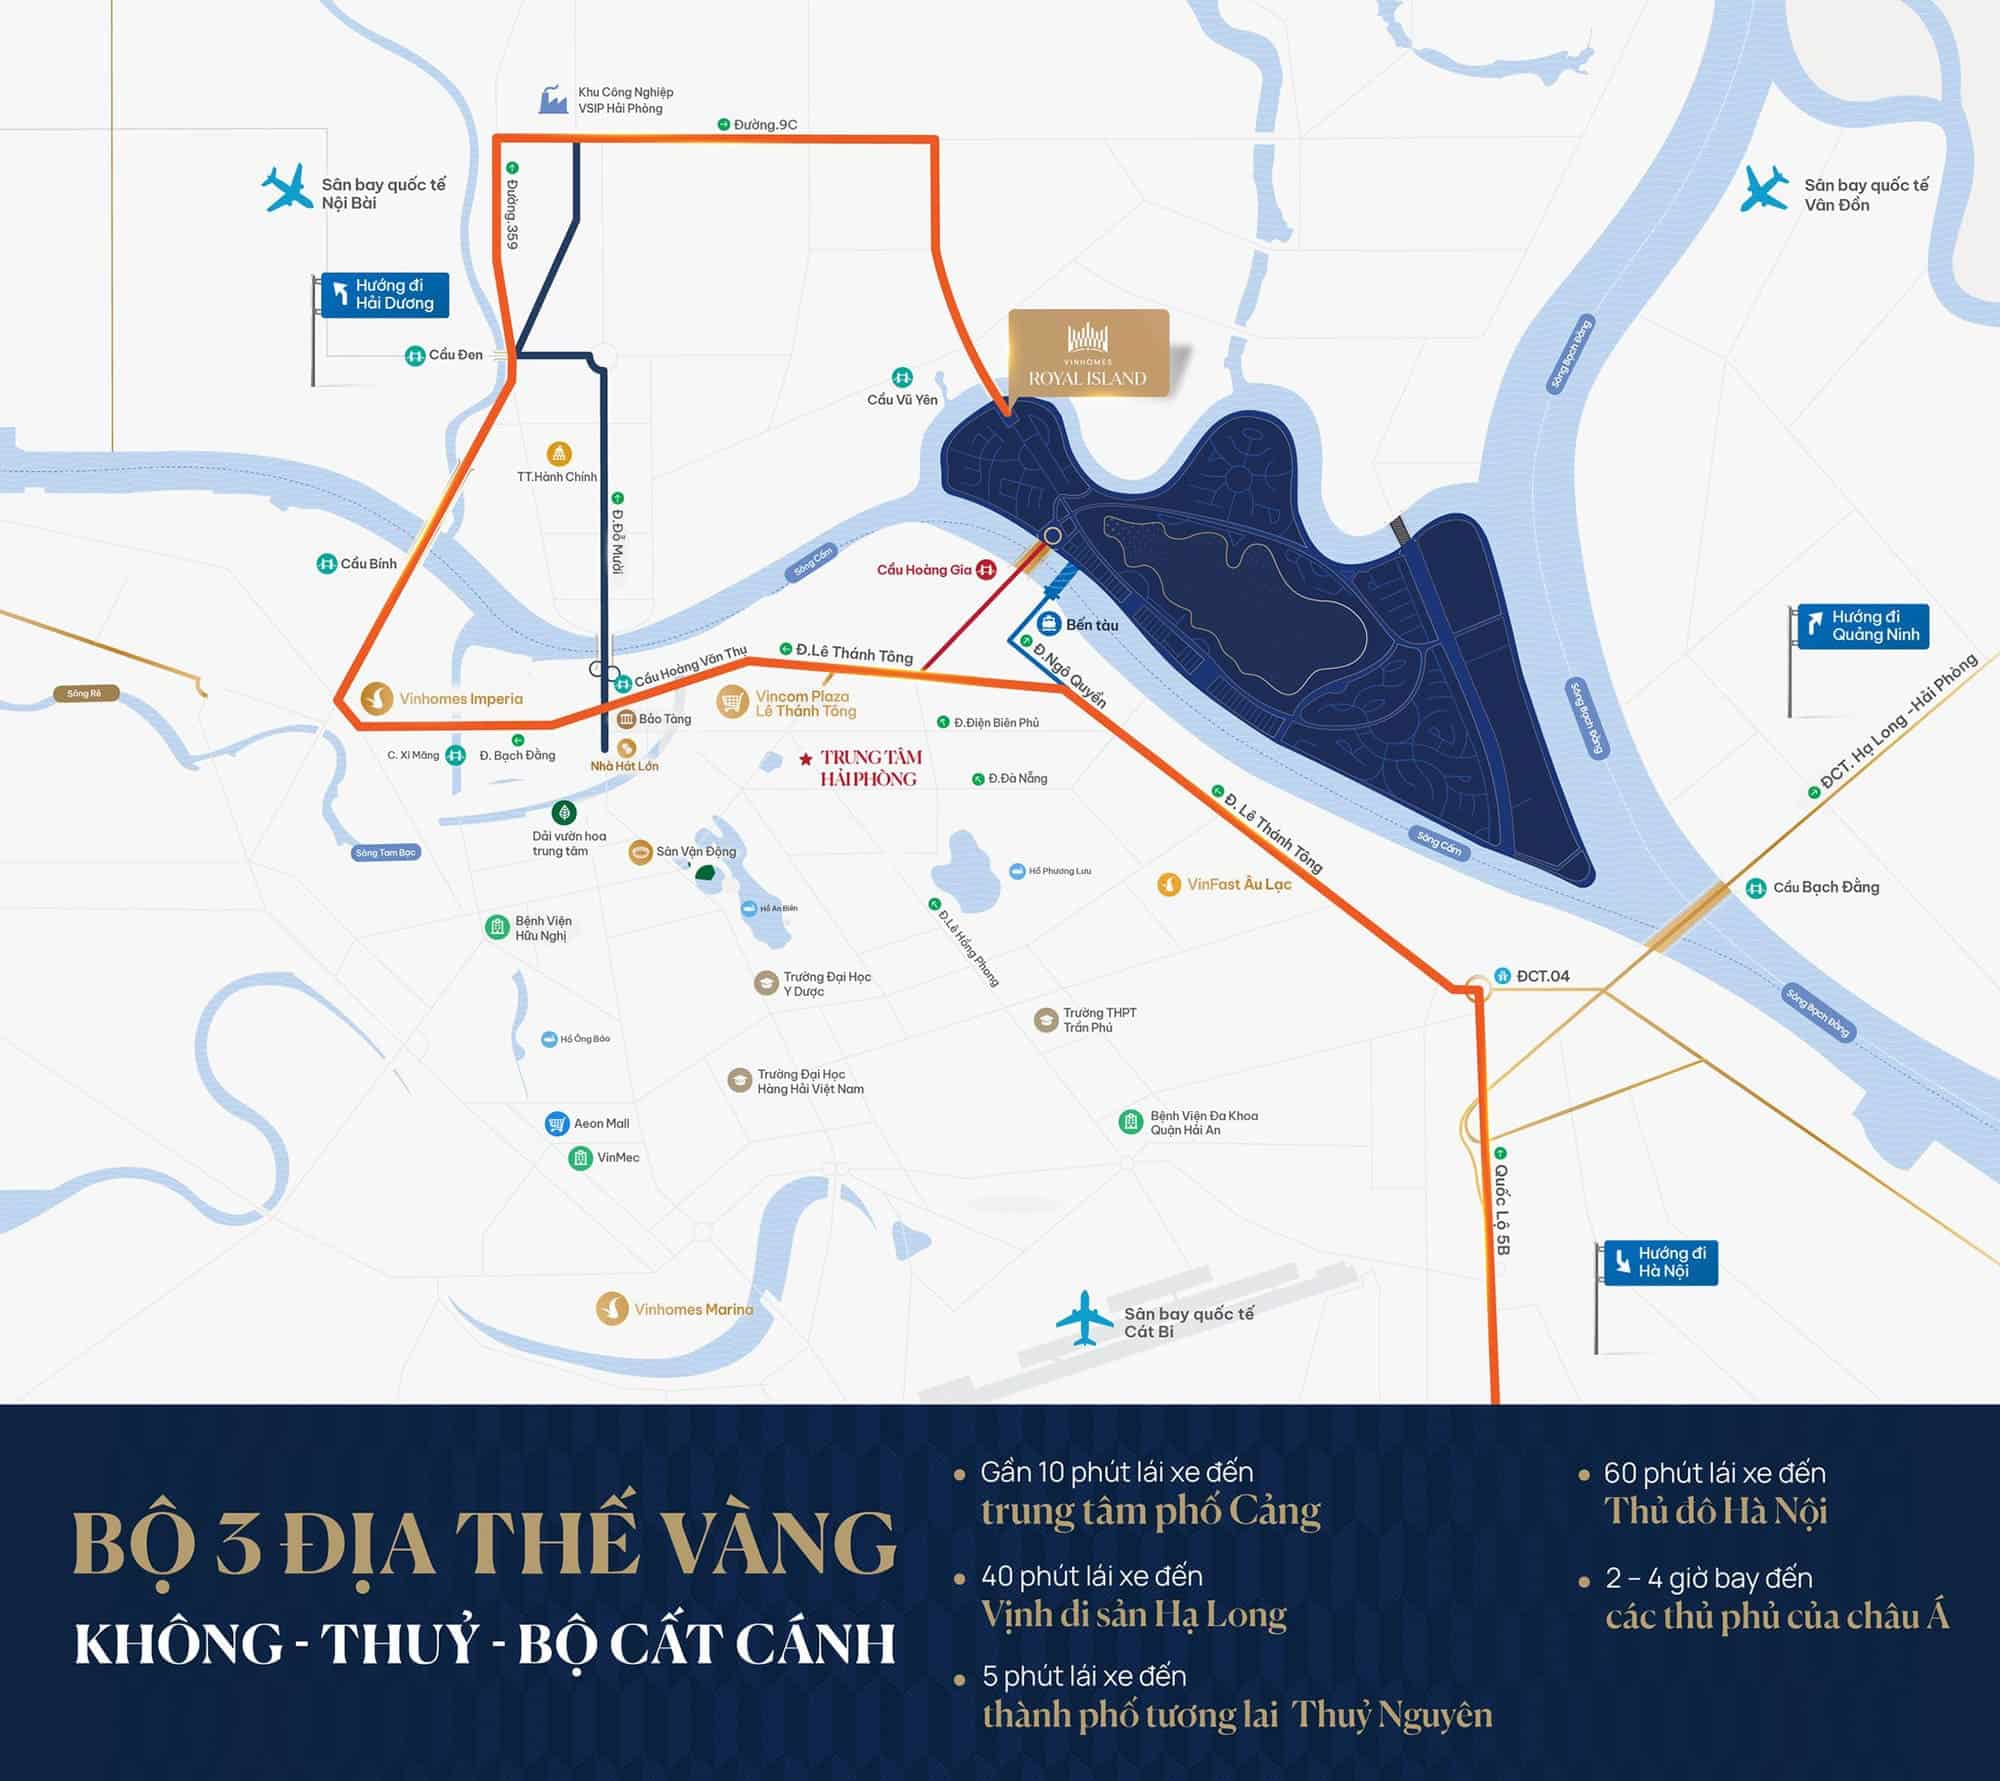 Khu Công Nghiệp
VSIP Hải Phòng
Đường.9C
Đường.359
Sân bay quốc tế
Nội Bài
Sân bay quốc tế
Vân Đồn
Hướng đi
Hải Dương
VINHOMES
ROYAL ISLAND
Sông Bạch Đằng
Cầu Đen
Cầu Vũ Yên
TT.Hành Chính
Đ.Đỗ Mười
Cầu Bính
Sông Cấm
Cầu Hoàng Gia
Bến tàu
Hướng đi
Quảng Ninh
Cầu Hoàng Văn Thụ
Đ.Lê Thánh Tông
Đ.Ngô Quyền
Sông Rế
Vinhomes Imperia
Vincom Plaza
Lê Thánh Tông
Bảo Tàng
Đ.Điện Biên Phủ
Sông Bạch Đằng
ĐCT. Hạ Long -Hải Phòng
C. Xi Măng
Đ. Bạch Đằng
Nhà Hát Lớn
TRUNG TÂM
HẢI PHÒNG
Đ.Đà Nẵng
Đ. Lê Thánh Tông
Dải vườn hoa
trung tâm
Sông Tam Bạc
Sân Vận Động
Sông Cấm
Hồ Phương Lưu
VinFast Âu Lạc
Cầu Bạch Đằng
Hồ An Biên
Bệnh Viện
Hữu Nghị
Đ.Lê Hồng Phong
Trường Đại Học
Y Dược
ĐCT.04
Sông Bạch Đằng
Trường THPT
Trần Phú
Hồ Ông Báo
Trường Đại Học
Hàng Hải Việt Nam
Aeon Mall
Bệnh Viện Đa Khoa
Quận Hải An
VinMec
Quốc Lộ 5B
Hướng đi
Hà Nội
Vinhomes Marina
Sân bay quốc tế
Cát Bi
BỘ 3 ĐỊA THẾ VÀNG
KHÔNG - THUỶ - BỘ CẤT CÁNH
Gần 10 phút lái xe đến
trung tâm phố Cảng
40 phút lái xe đến
Vịnh di sản Hạ Long
5 phút lái xe đến
thành phố tương lai Thuỷ Nguyên
60 phút lái xe đến
Thủ đô Hà Nội
2 – 4 giờ bay đến
các thủ phủ của châu Á